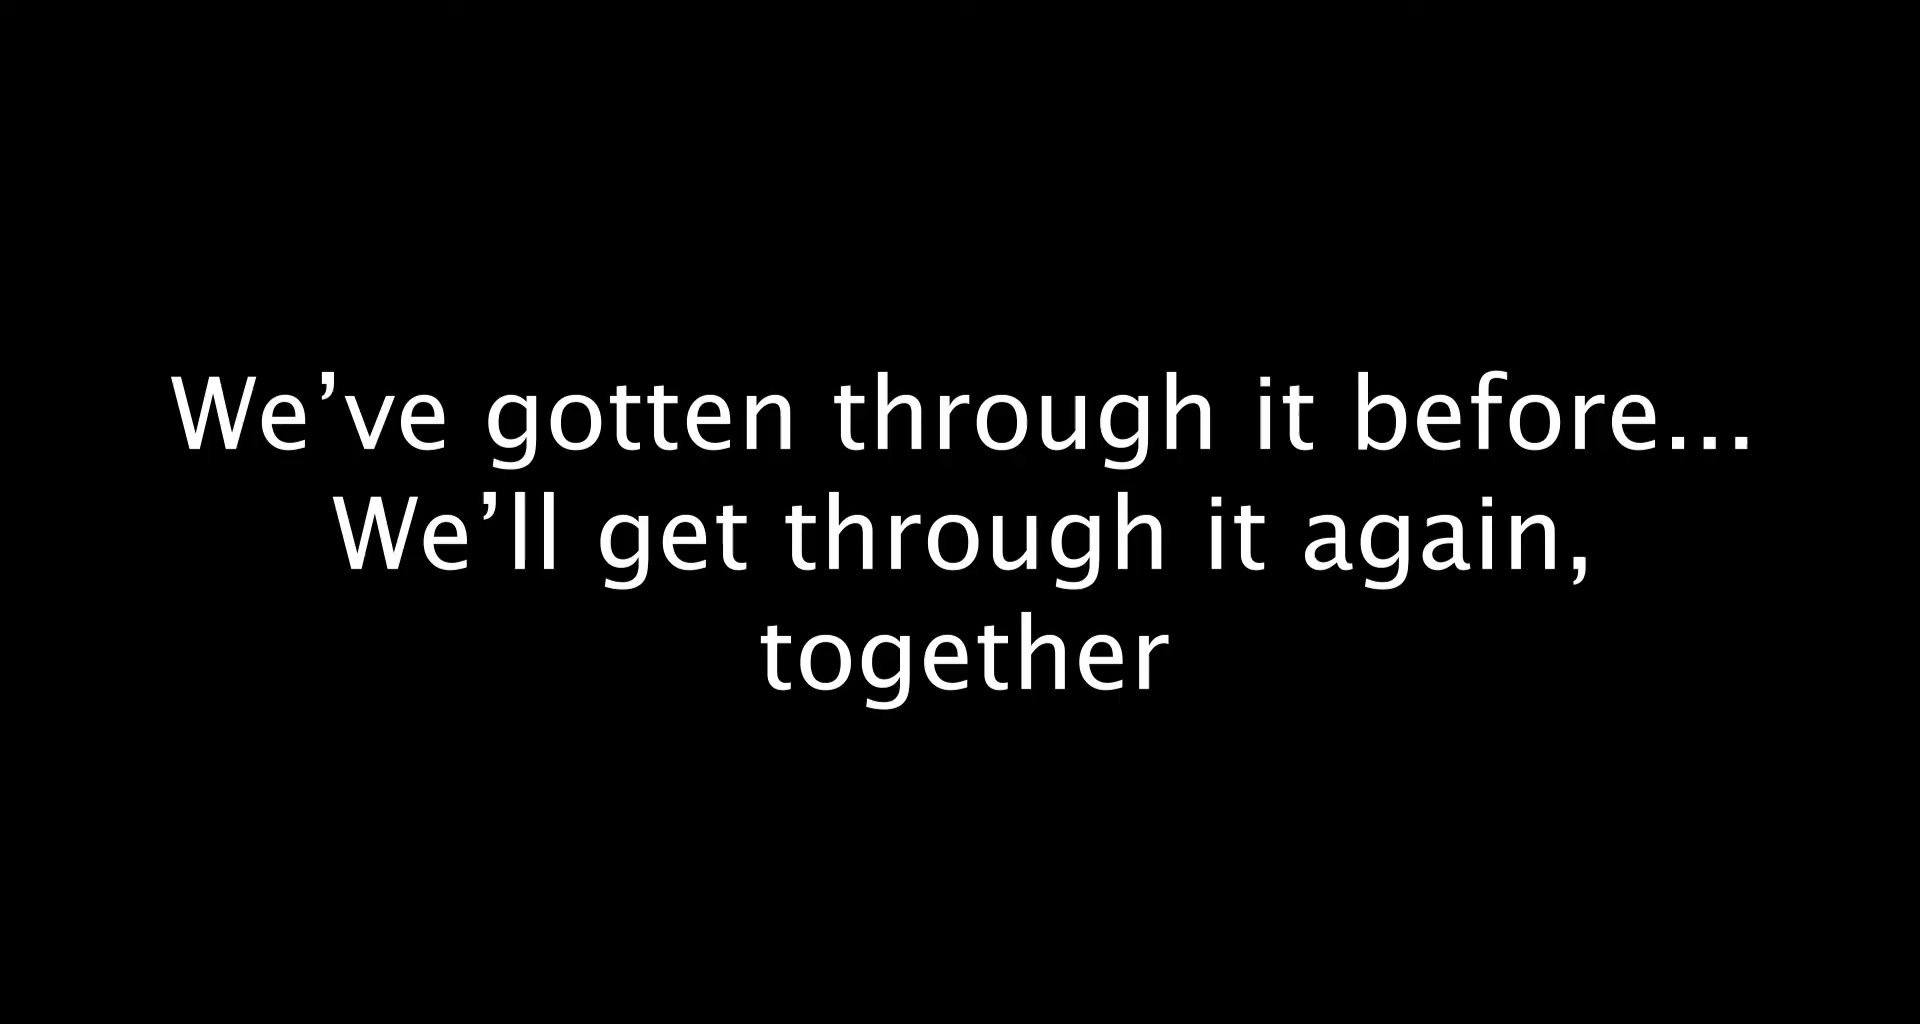 We’ve gotten through it before...
We’ll get through it again,
together